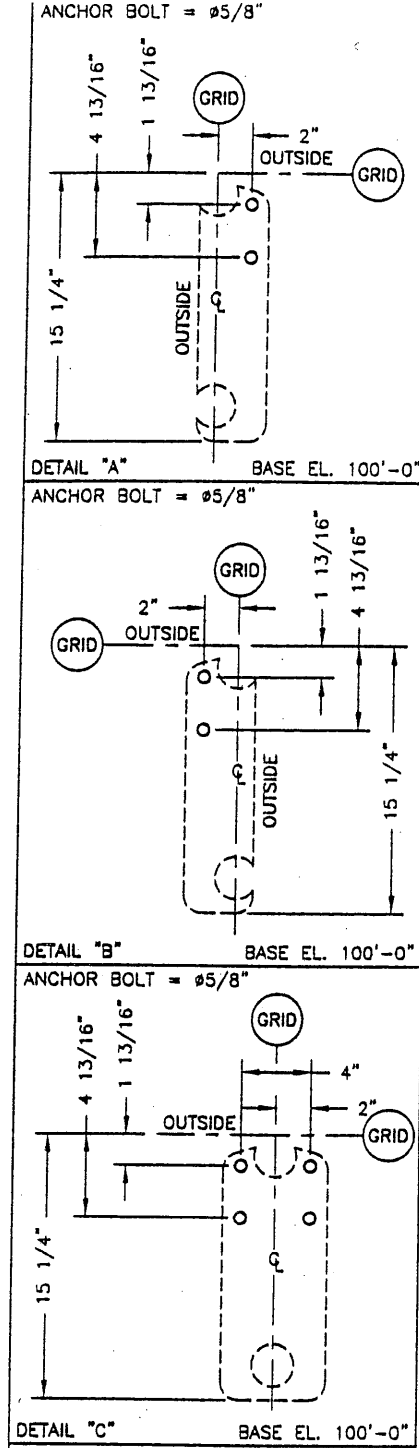 ANCHOR BOLT = ø5/8"
4 13/16"
1 13/16"
GRID
2"
OUTSIDE
GRID
15 1/4"
OUTSIDE
℄
DETAIL "A" BASE EL. 100'-0"
ANCHOR BOLT = ø5/8"
GRID
1 13/16"
4 13/16"
2"
GRID
OUTSIDE
℄
OUTSIDE
15 1/4"
DETAIL "B" BASE EL. 100'-0"
ANCHOR BOLT = ø5/8"
4 13/16"
1 13/16"
GRID
4"
2"
OUTSIDE
GRID
15 1/4"
℄
DETAIL "C" BASE EL. 100'-0"